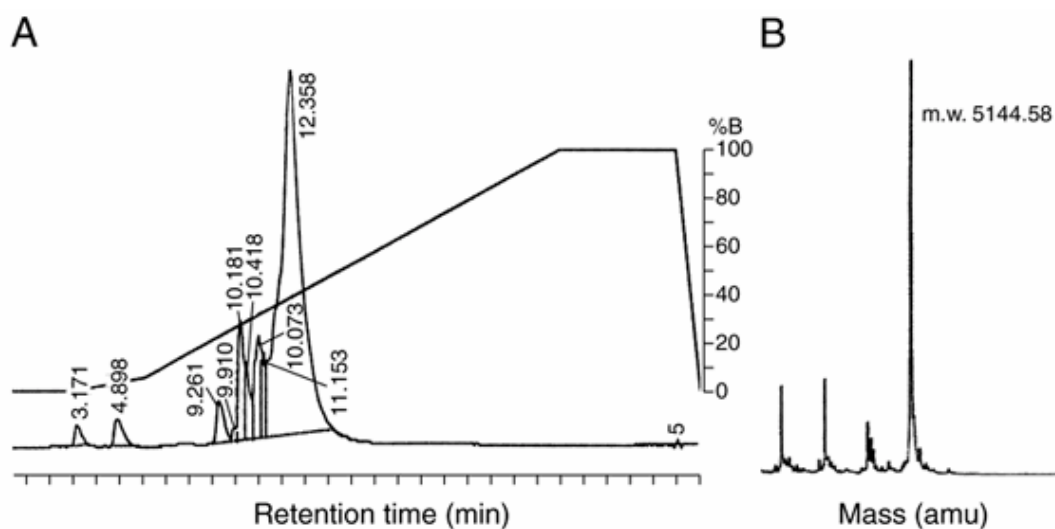 A
B
12.358
m.w. 5144.58
%B
100
80
60
40
20
0
3.171
4.898
9.261
9.910
10.181
10.418
10.073
11.153
5
Retention time (min)
Mass (amu)